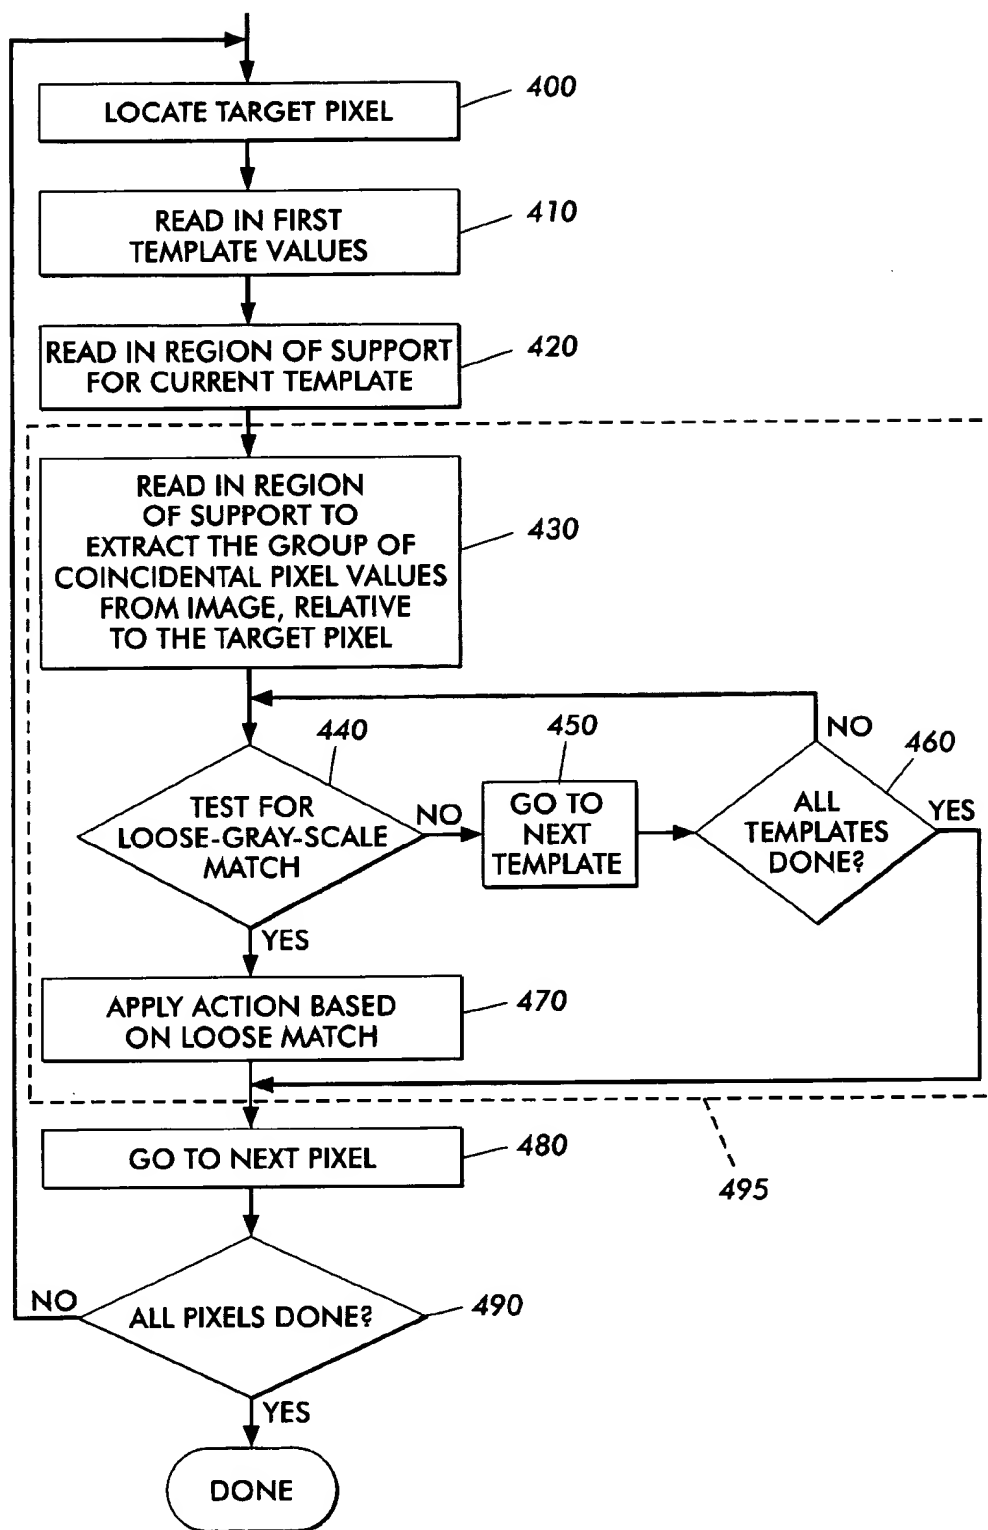 LOCATE TARGET PIXEL
400
READ IN FIRST
TEMPLATE VALUES
410
READ IN REGION OF SUPPORT
FOR CURRENT TEMPLATE
420
READ IN REGION
OF SUPPORT TO
EXTRACT THE GROUP OF
COINCIDENTAL PIXEL VALUES
FROM IMAGE, RELATIVE
TO THE TARGET PIXEL
430
TEST FOR
LOOSE-GRAY-SCALE
MATCH
440
NO
GO TO
NEXT
TEMPLATE
450
ALL
TEMPLATES
DONE?
460
NO
YES
YES
APPLY ACTION BASED
ON LOOSE MATCH
470
GO TO NEXT PIXEL
480
495
ALL PIXELS DONE?
490
NO
YES
DONE